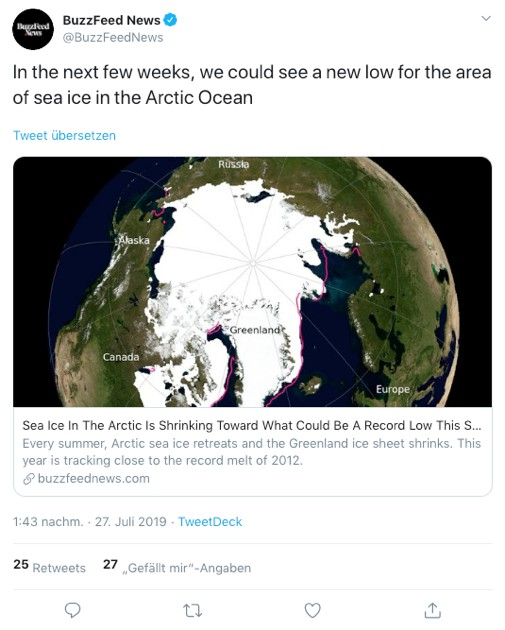 BuzzFeed News
BuzzFeed News
@BuzzFeedNews
In the next few weeks, we could see a new low for the area
of sea ice in the Arctic Ocean
Tweet übersetzen
Russia
Alaska
Greenland
Canada
Europe
Sea Ice In The Arctic Is Shrinking Toward What Could Be A Record Low This S...
Every summer, Arctic sea ice retreats and the Greenland ice sheet shrinks. This
year is tracking close to the record melt of 2012.
buzzfeednews.com
1:43 nachm. · 27. Juli 2019 · TweetDeck
25 Retweets 27 „Gefällt mir“-Angaben